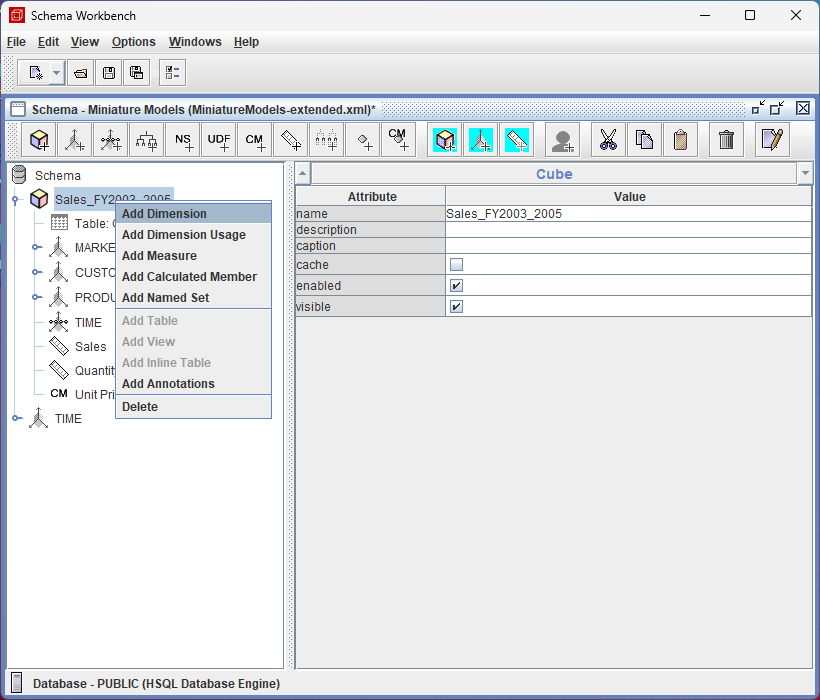 Schema Workbench
File Edit View Options Windows Help
Schema - Miniature Models (MiniatureModels-extended.xml)*
NS UDF CM CM
Schema
Sales_FY2003_2005
Table:
MARKE
CUSTO
PRODU
TIME
Sales
Quantit
CM Unit Pri
TIME
Add Dimension
Add Dimension Usage
Add Measure
Add Calculated Member
Add Named Set
Add Table
Add View
Add Inline Table
Add Annotations
Delete
Cube
Attribute Value
name Sales_FY2003_2005
description
caption
cache
enabled
visible
Database - PUBLIC (HSQL Database Engine)